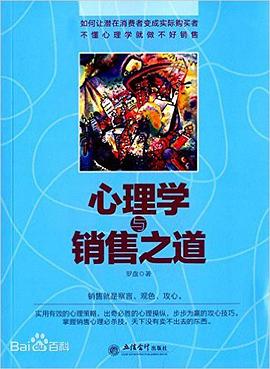 如何让潜在消费者变成实际购买者
不懂心理学就做不好销售
心理学
与
销售之道
罗盘◎著
销售就是察言、观色、攻心。
实用有效的心理策略，出奇必胜的心理操纵，步步为赢的攻心技巧。
掌握销售心理必杀技，天下没有卖不出去的东西。
立信会计出版社
Bai百科